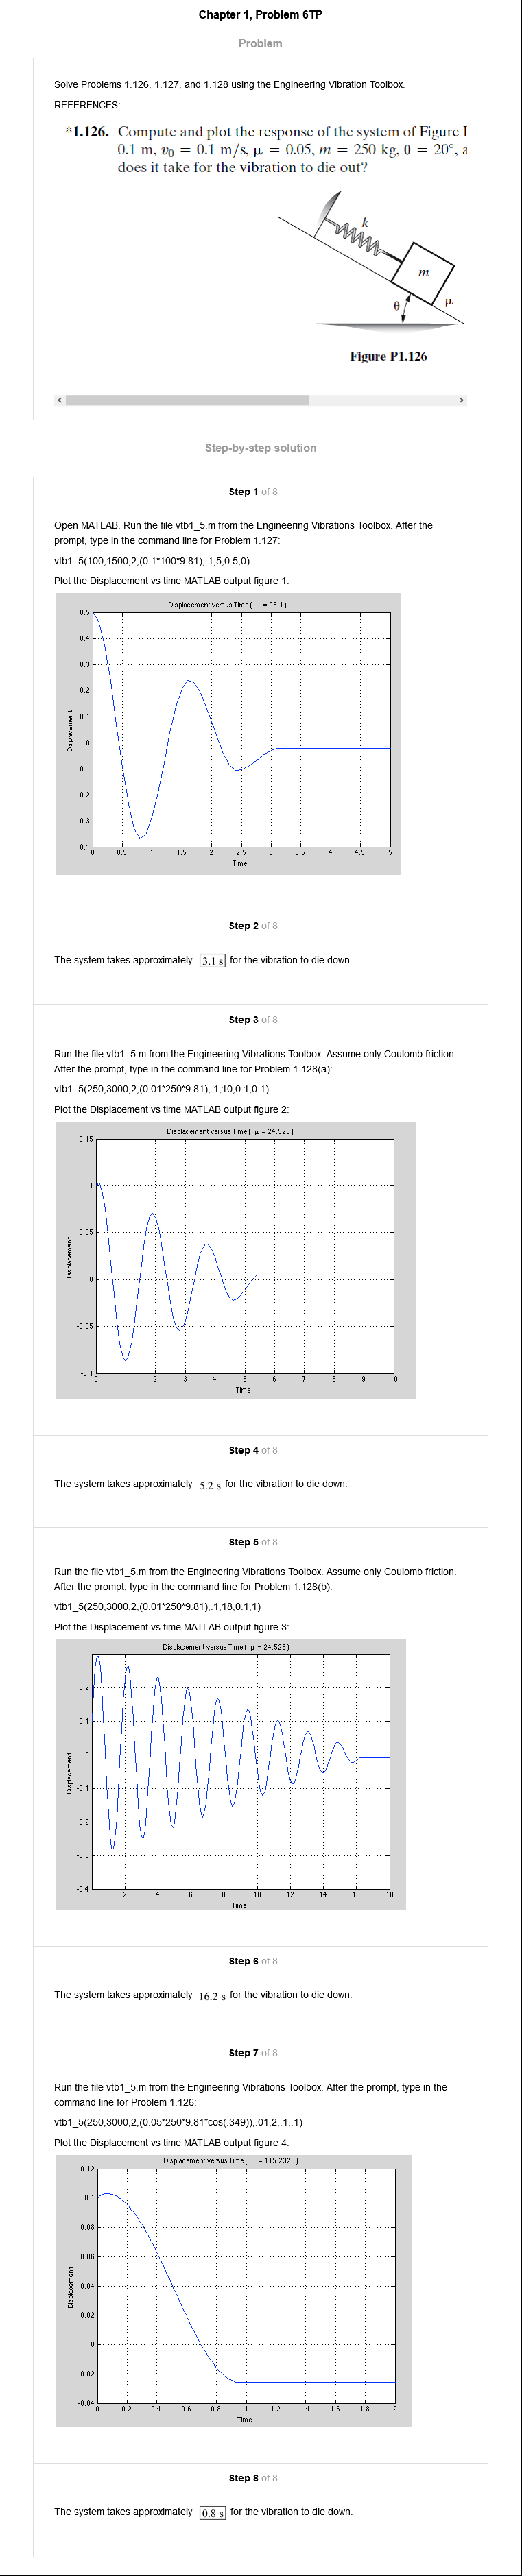 Chapter 1, Problem 6TP
Problem
Solve Problems 1.126, 1.127, and 1.128 using the Engineering Vibration Toolbox.
REFERENCES:
*1.126. Compute and plot the response of the system of Figure
0.1 m, v₀ = 0.1 m/s, μ = 0.05, m = 250 kg, θ = 20°,
does it take for the vibration to die out?
k
m
θ
μ
Figure P1.126
Step-by-step solution
Step 1 of 8
Open MATLAB. Run the file vtb1_5.m from the Engineering Vibrations Toolbox. After the
prompt, type in the command line for Problem 1.127:
vtb1_5(100,1500,2,(0.1*100*9.81),.1,5,0.5,0)
Plot the Displacement vs time MATLAB output figure 1:
Displacement versus Time ( μ = 98.1 )
0.5
0.4
0.3
0.2
0.1
0
-0.1
-0.2
-0.3
-0.4
Displacement
0 0.5 1 1.5 2 2.5 3 3.5 4 4.5 5
Time
Step 2 of 8
The system takes approximately 3.1 s for the vibration to die down.
Step 3 of 8
Run the file vtb1_5.m from the Engineering Vibrations Toolbox. Assume only Coulomb friction.
After the prompt, type in the command line for Problem 1.128(a):
vtb1_5(250,3000,2,(0.01*250*9.81),.1,10,0.1,0.1)
Plot the Displacement vs time MATLAB output figure 2:
Displacement versus Time ( μ = 24.525 )
0.15
0.1
0.05
0
-0.05
-0.1
Displacement
0 1 2 3 4 5 6 7 8 9 10
Time
Step 4 of 8
The system takes approximately 5.2 s for the vibration to die down.
Step 5 of 8
Run the file vtb1_5.m from the Engineering Vibrations Toolbox. Assume only Coulomb friction.
After the prompt, type in the command line for Problem 1.128(b):
vtb1_5(250,3000,2,(0.01*250*9.81),.1,18,0.1,1)
Plot the Displacement vs time MATLAB output figure 3:
Displacement versus Time ( μ = 24.525 )
0.3
0.2
0.1
0
-0.1
-0.2
-0.3
-0.4
Displacement
0 2 4 6 8 10 12 14 16 18
Time
Step 6 of 8
The system takes approximately 16.2 s for the vibration to die down.
Step 7 of 8
Run the file vtb1_5.m from the Engineering Vibrations Toolbox. After the prompt, type in the
command line for Problem 1.126:
vtb1_5(250,3000,2,(0.05*250*9.81*cos(.349)),.01,2,.1,.1)
Plot the Displacement vs time MATLAB output figure 4:
Displacement versus Time ( μ = 115.2326 )
0.12
0.1
0.08
0.06
0.04
0.02
0
-0.02
-0.04
Displacement
0 0.2 0.4 0.6 0.8 1 1.2 1.4 1.6 1.8 2
Time
Step 8 of 8
The system takes approximately 0.8 s for the vibration to die down.